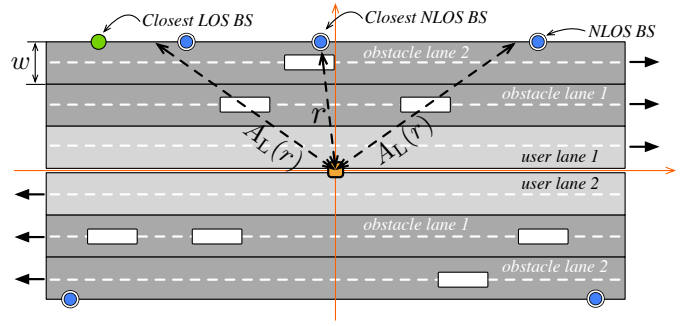 Closest LOS BS
Closest NLOS BS
NLOS BS
w
obstacle lane 2
obstacle lane 1
r
A_L(r)
A_L(r)
user lane 1
user lane 2
obstacle lane 1
obstacle lane 2